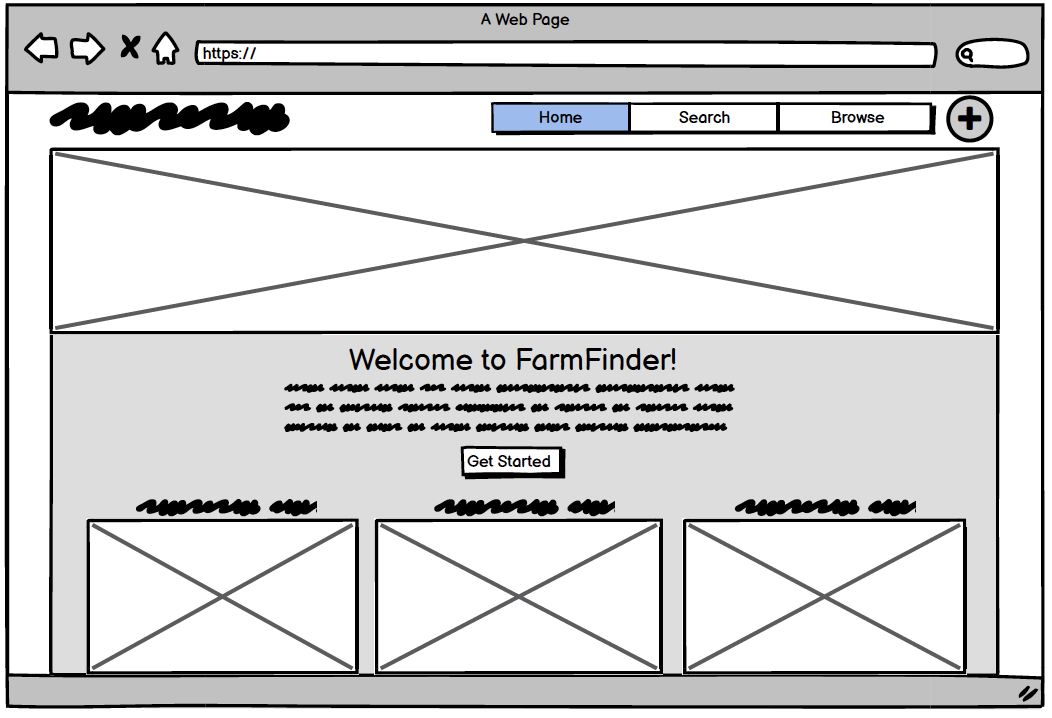 A Web Page
https://
Home Search Browse
Welcome to FarmFinder!
Get Started